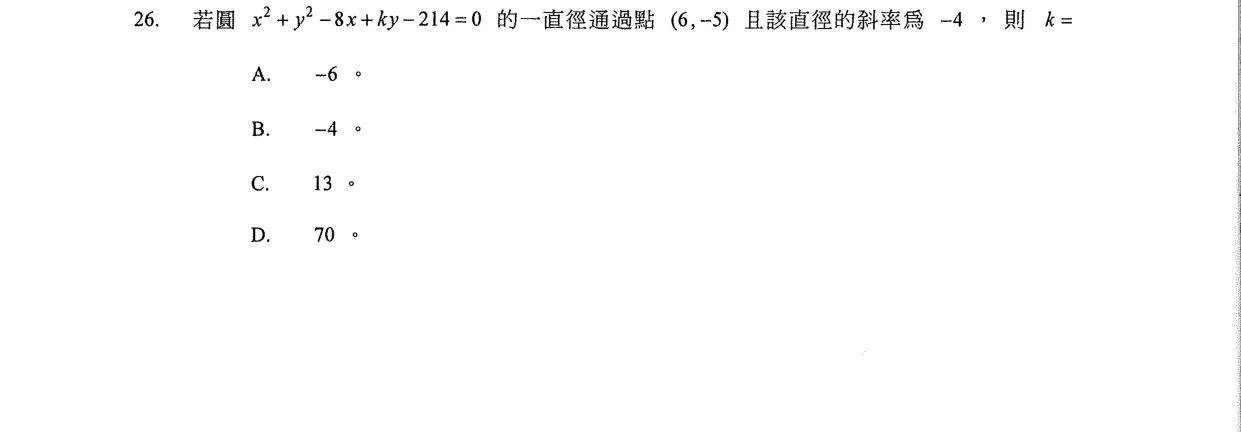 26. 若圓 x² + y² – 8x + ky – 214 = 0 的一直徑通過點 (6, –5) 且該直徑的斜率爲 –4 ， 則 k =
A. –6 。
B. –4 。
C. 13 。
D. 70 。